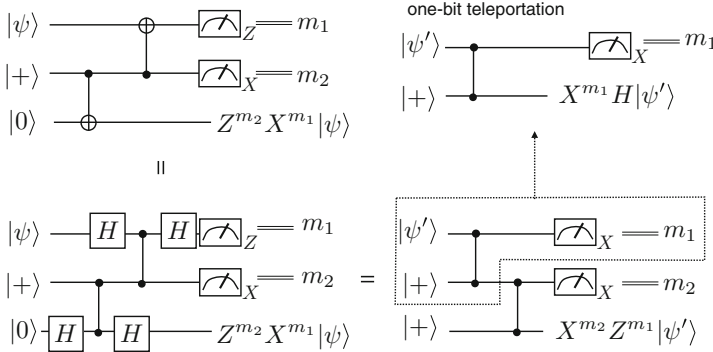 one-bit teleportation
|ψ⟩ Z m₁
|+⟩ X m₂
|0⟩ Z^{m₂}X^{m₁}|ψ⟩
|ψ′⟩ X m₁
|+⟩ X^{m₁}H|ψ′⟩
=
|ψ⟩ H H Z m₁
|+⟩ X m₂
|0⟩ H H Z^{m₂}X^{m₁}|ψ⟩
=
|ψ′⟩ X m₁
|+⟩ X m₂
|+⟩ X^{m₂}Z^{m₁}|ψ′⟩